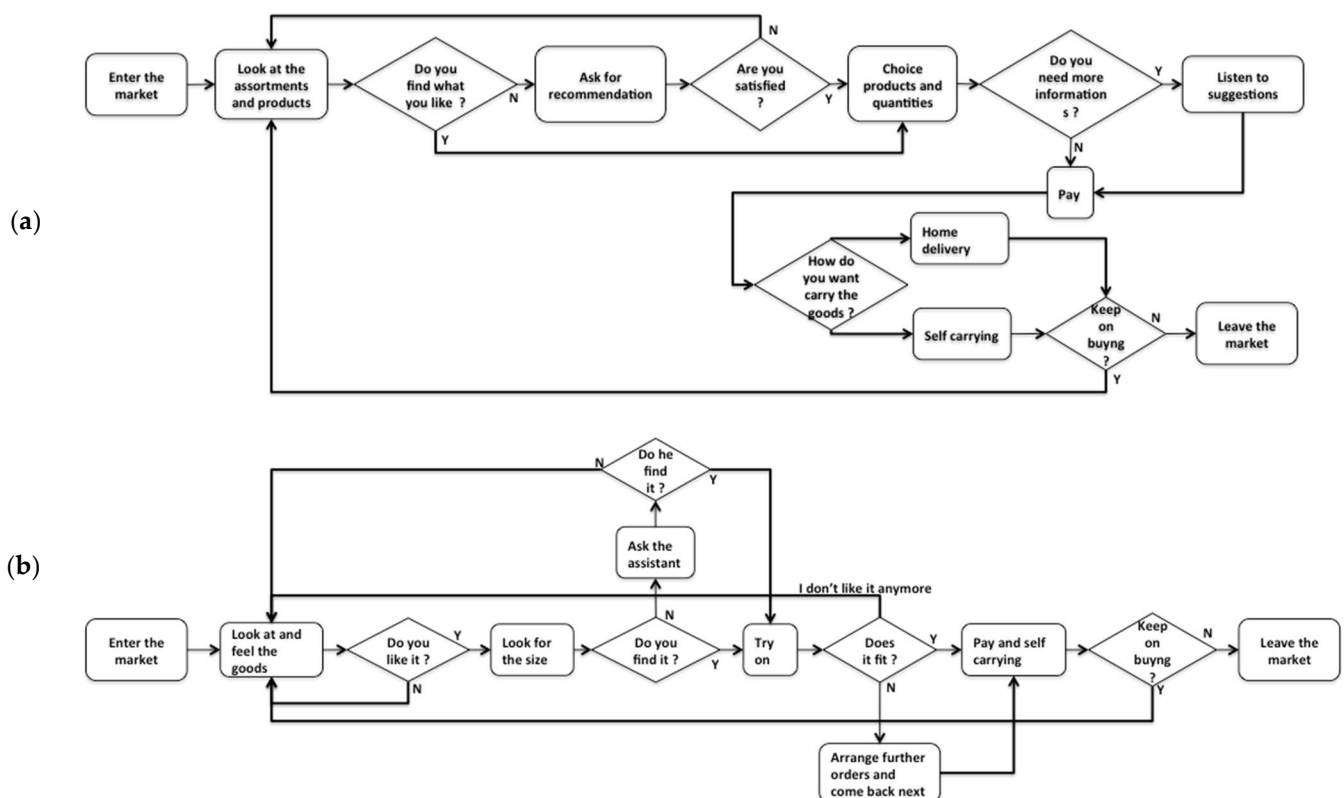 (a)
Enter the
market
Look at the
assortments
and products
Do you
find what
you like ?
N
Y
Ask for
recommendation
N
Are you
satisfied
?
Y
Choice
products and
quantities
Do you
need more
information
s ?
Y
N
Listen to
suggestions
Pay
How do
you want
carry the
goods ?
Home
delivery
Self carrying
Keep
on
buyng
?
N
Y
Leave the
market
(b)
Enter the
market
Look at and
feel the
goods
Do you
like it ?
Y
N
Look for
the size
Do you
find it ?
N
Y
Ask the
assistant
Do he
find
it ?
N
Y
Try
on
I don't like it anymore
Does
it fit ?
Y
N
Arrange further
orders and
come back next
Pay and self
carrying
Keep
on
buyng
?
N
Y
Leave the
market